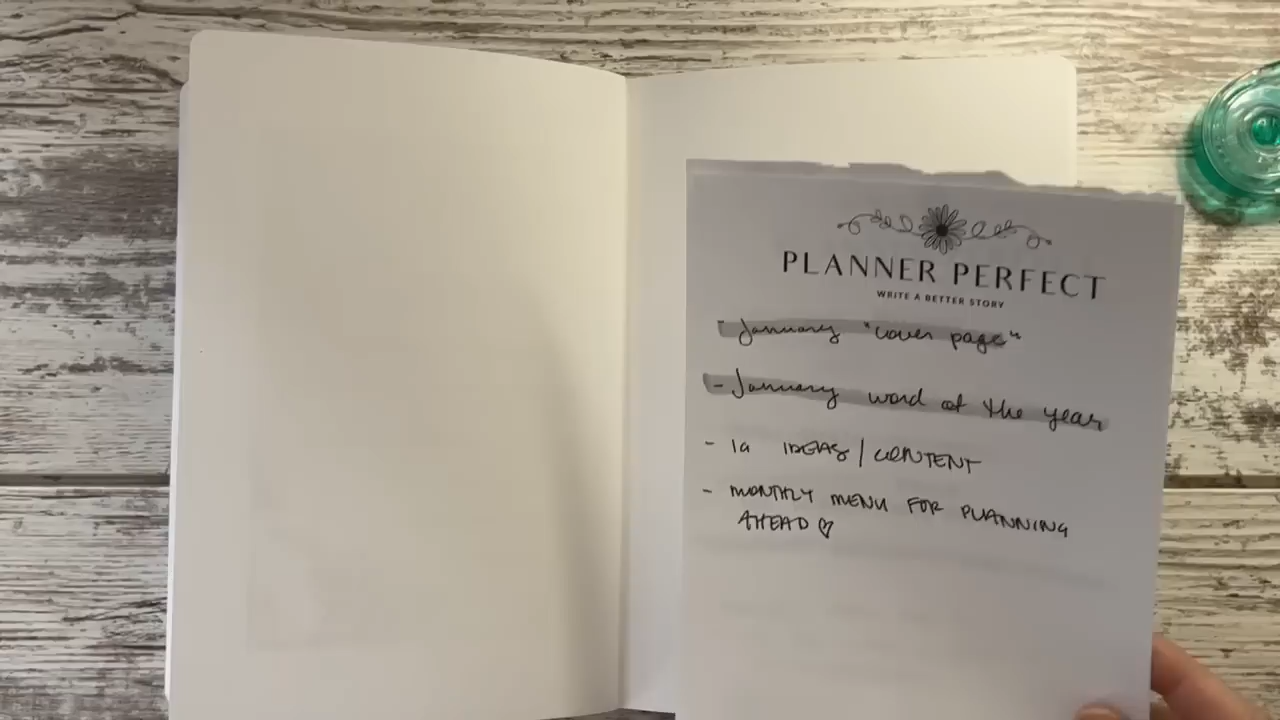 PLANNER PERFECT
WRITE A BETTER STORY
- January "cover page"
- January word of the year
- IG IDEAS/CONTENT
- MONTHLY MENU FOR PLANNING
AHEAD ♡